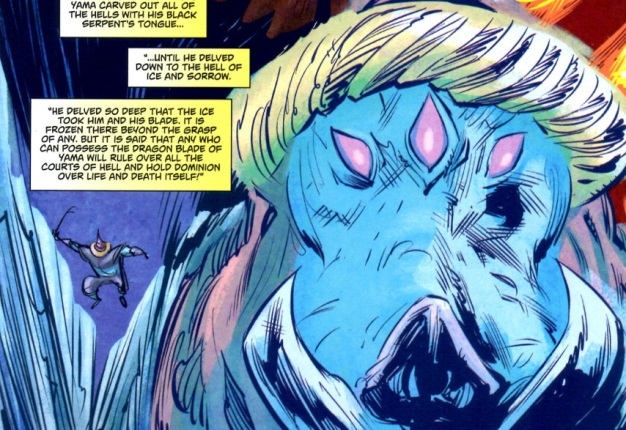 YAMA CARVED OUT ALL OF
THE HELLS WITH HIS BLACK
SERPENT'S TONGUE...
"...UNTIL HE DELVED
DOWN TO THE HELL OF
ICE AND SORROW.
"HE DELVED SO DEEP THAT THE ICE
TOOK HIM AND HIS BLADE. IT IS
FROZEN THERE BEYOND THE GRASP
OF ANY. BUT IT IS SAID THAT ANY WHO
CAN POSSESS THE DRAGON BLADE OF
YAMA WILL RULE OVER ALL THE
COURTS OF HELL AND HOLD DOMINION
OVER LIFE AND DEATH ITSELF!"